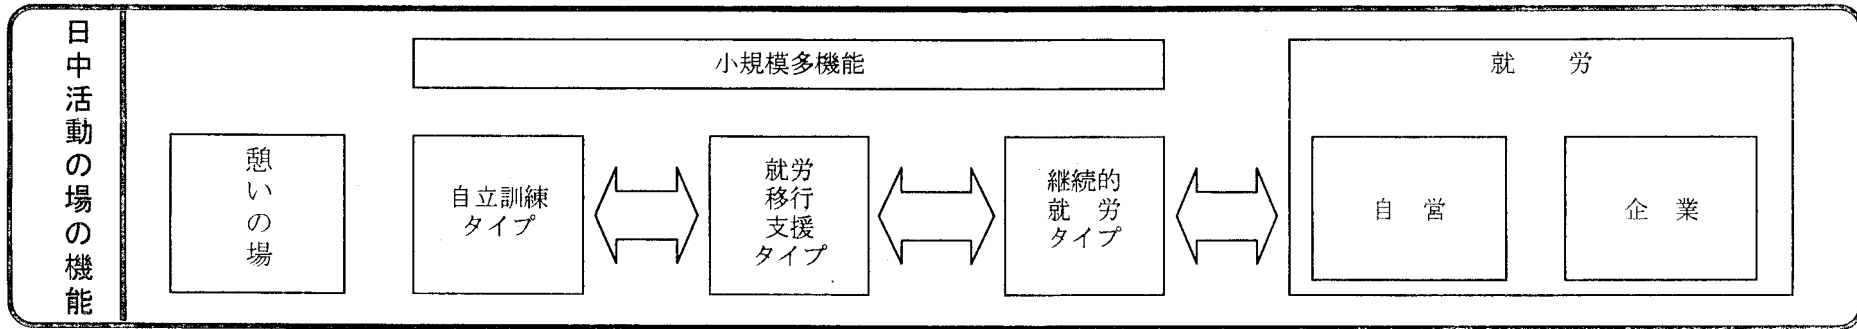 日中活動の場の機能
小規模多機能
就　労
憩いの場
自立訓練
タイプ
就労
移行
支援
タイプ
継続的
就　労
タイプ
自　営
企　業